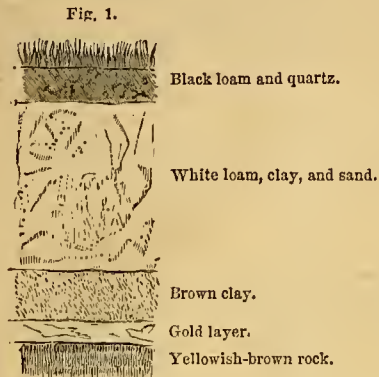 Fig. 1.
Black loam and quartz.
White loam, clay, and sand.
Brown clay.
Gold layer.
Yellowish-brown rock.